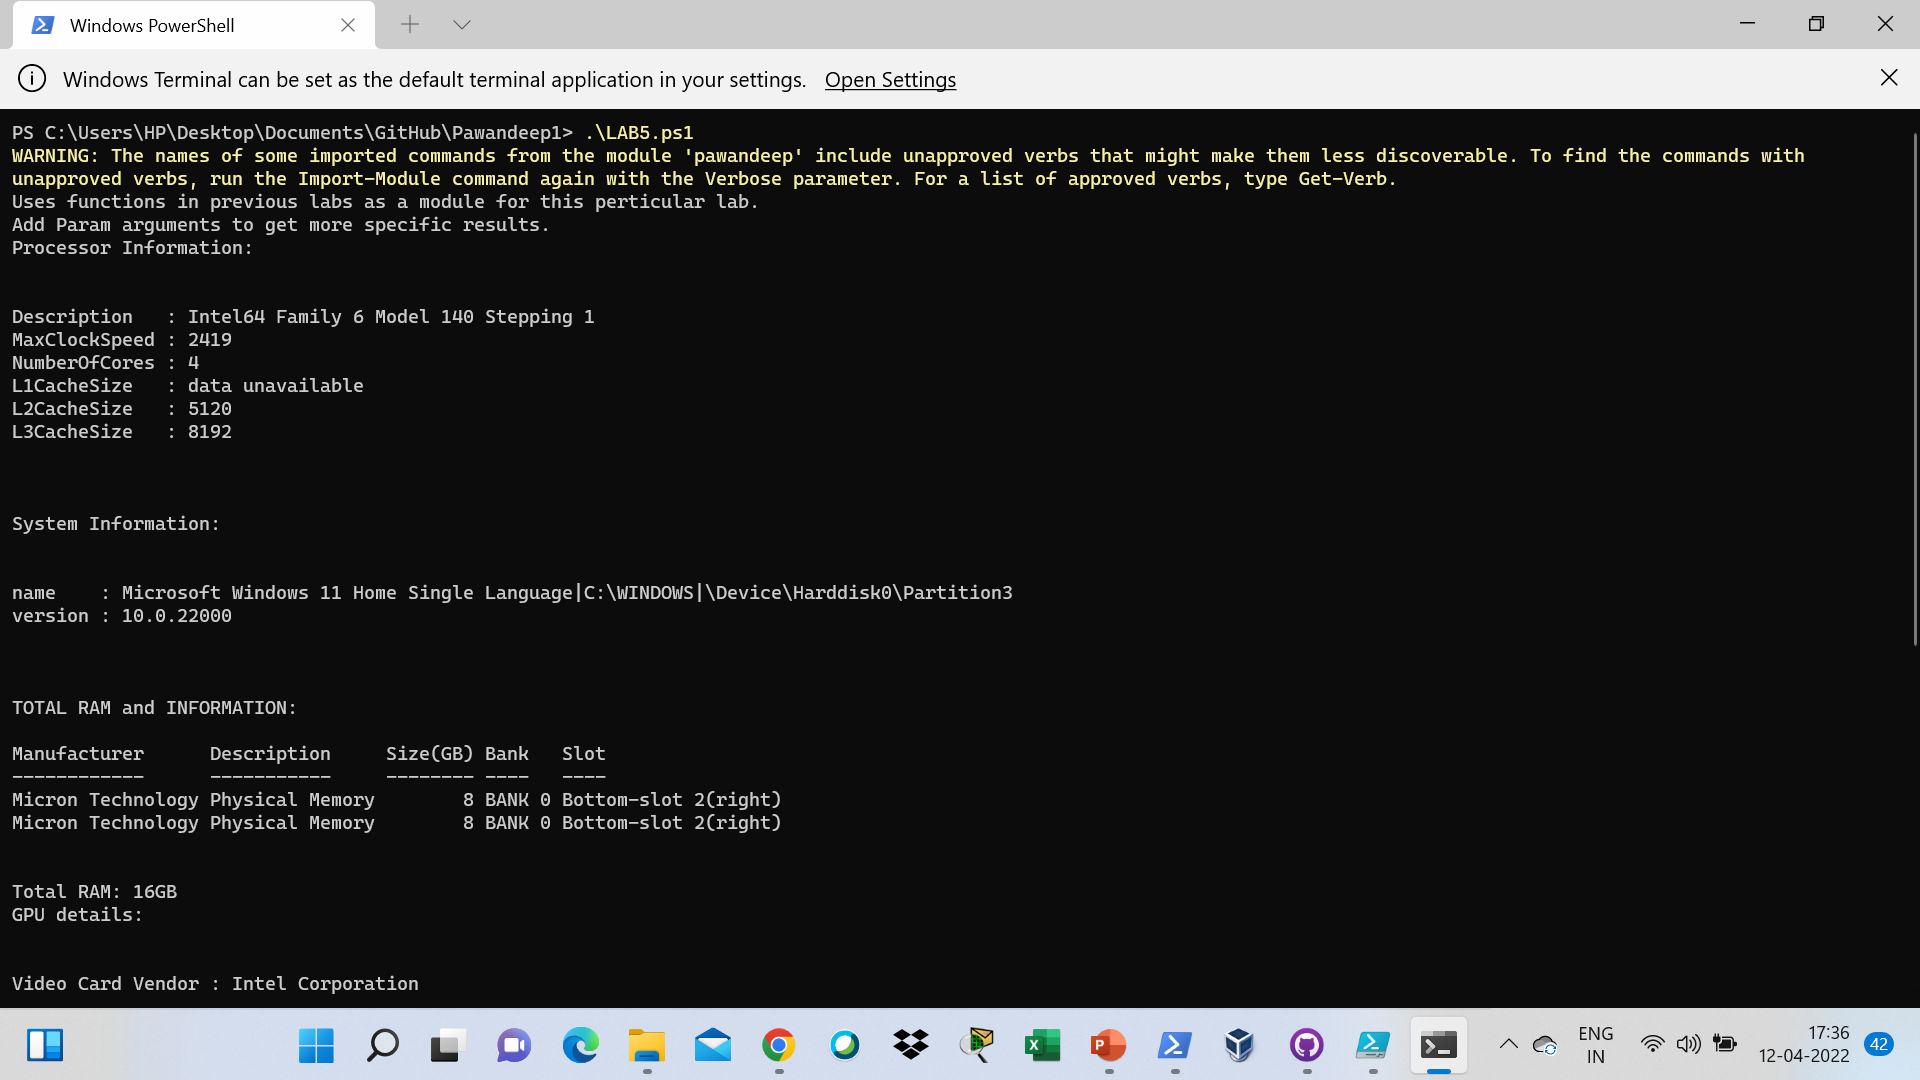 Windows PowerShell
Windows Terminal can be set as the default terminal application in your settings. Open Settings
PS C:\Users\HP\Desktop\Documents\GitHub\Pawandeep1> .\LAB5.ps1
WARNING: The names of some imported commands from the module 'pawandeep' include unapproved verbs that might make them less discoverable. To find the commands with
unapproved verbs, run the Import-Module command again with the Verbose parameter. For a list of approved verbs, type Get-Verb.
Uses functions in previous labs as a module for this perticular lab.
Add Param arguments to get more specific results.
Processor Information:
Description   : Intel64 Family 6 Model 140 Stepping 1
MaxClockSpeed : 2419
NumberOfCores : 4
L1CacheSize   : data unavailable
L2CacheSize   : 5120
L3CacheSize   : 8192
System Information:
name    : Microsoft Windows 11 Home Single Language|C:\WINDOWS|\Device\Harddisk0\Partition3
version : 10.0.22000
TOTAL RAM and INFORMATION:
Manufacturer      Description     Size(GB) Bank   Slot
------------      -----------     -------- ----   ----
Micron Technology Physical Memory        8 BANK 0 Bottom-slot 2(right)
Micron Technology Physical Memory        8 BANK 0 Bottom-slot 2(right)
Total RAM: 16GB
GPU details:
Video Card Vendor : Intel Corporation
ENG
IN
17:36
12-04-2022
42